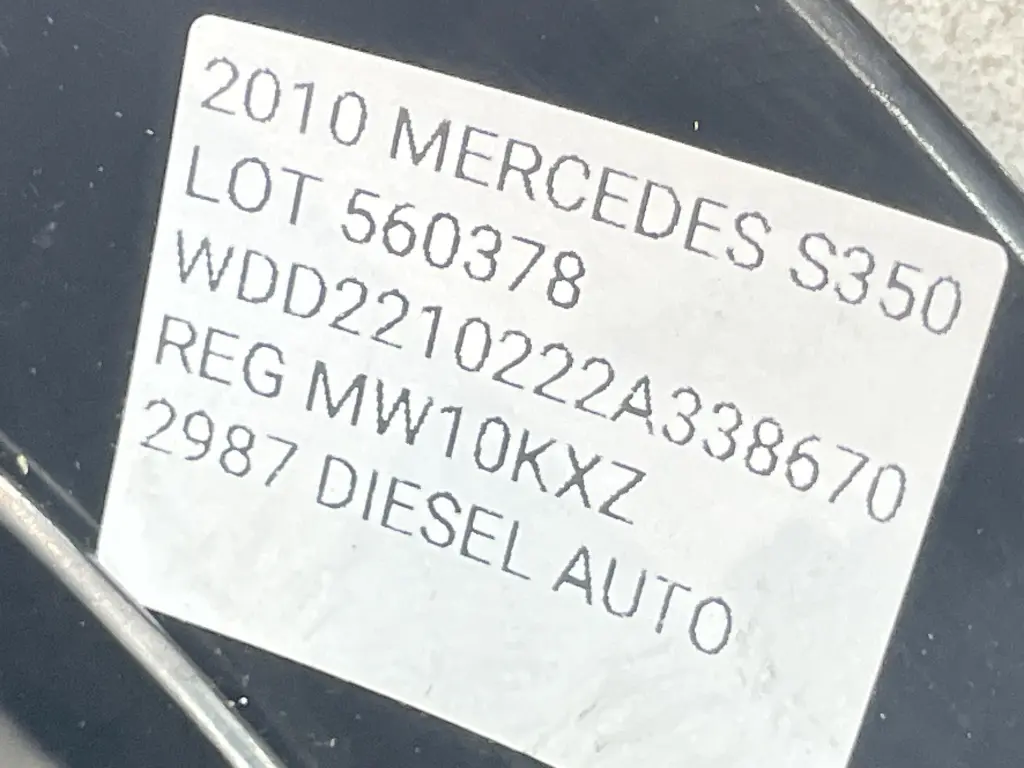 2010 MERCEDES S350
LOT 560378
WDD2210222A338670
REG MW10KXZ
2987 DIESEL AUTO